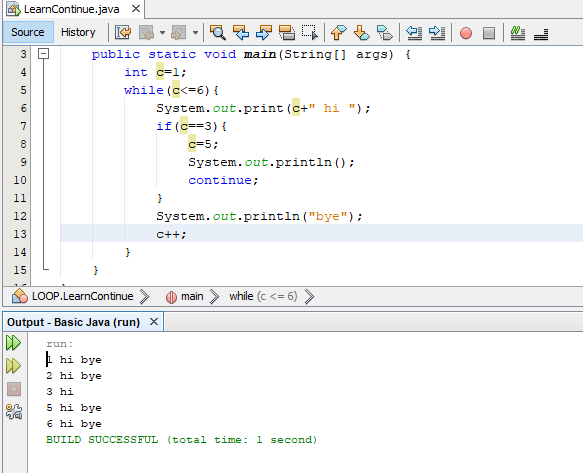 LearnContinue.java
Source History
3 public static void main(String[] args) {
4 int c=1;
5 while(c<=6){
6 System.out.print(c+" hi ");
7 if(c==3){
8 c=5;
9 System.out.println();
10 continue;
11 }
12 System.out.println("bye");
13 c++;
14 }
15 }
LOOP.LearnContinue main while (c <= 6)
Output - Basic Java (run)
run:
1 hi bye
2 hi bye
3 hi
5 hi bye
6 hi bye
BUILD SUCCESSFUL (total time: 1 second)